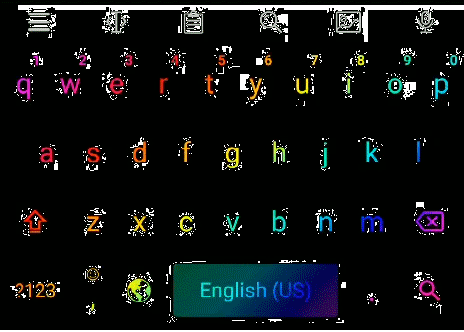 1 2 3 4 5 6 7 8 9 0
q w e r t y u i o p
a s d f g h j k l
z x c v b n m
?123 English (US)